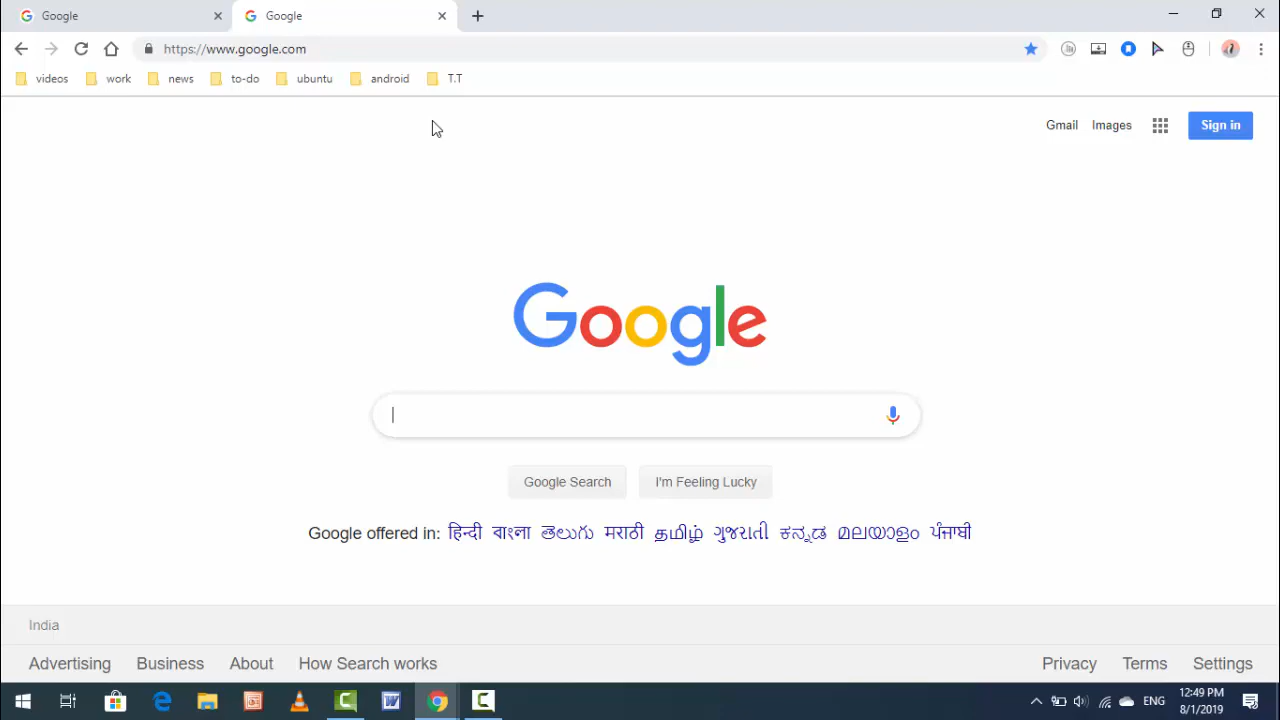 Google Google
https://www.google.com
videos work news to-do ubuntu android T.T
Gmail Images Sign in
Google
Google Search I'm Feeling Lucky
Google offered in: हिन्दी বাংলা తెలుగు मराठी தமிழ் ગુજરાતી ಕನ್ನಡ മലയാളം ਪੰਜਾਬੀ
India
Advertising Business About How Search works Privacy Terms Settings
ENG 12:49 PM
8/1/2019